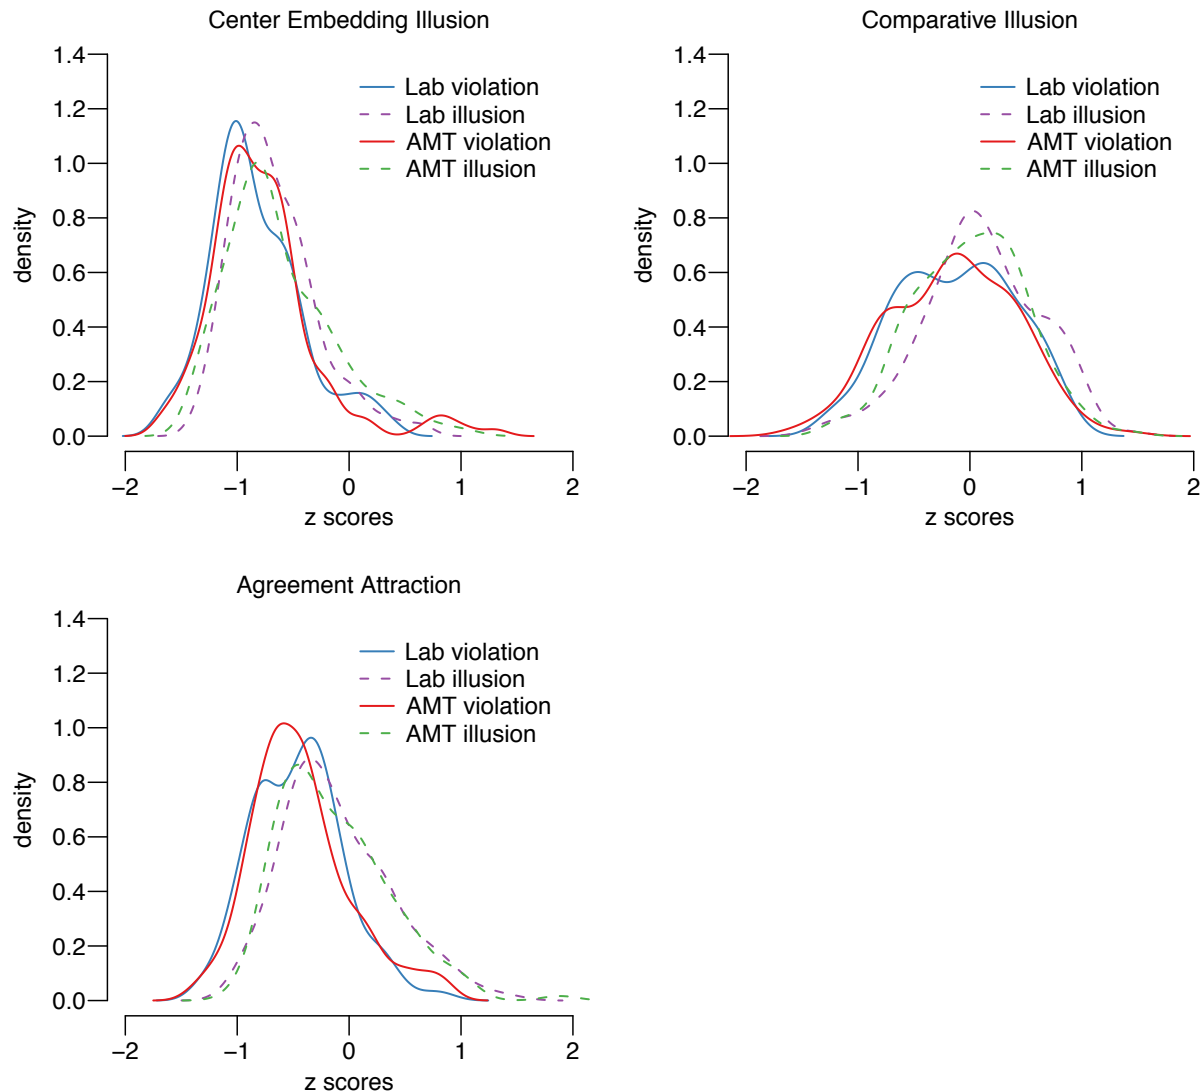 Center Embedding Illusion
1.4
1.2
1.0
0.8
0.6
0.4
0.2
0.0
density
Lab violation
Lab illusion
AMT violation
AMT illusion
−2
−1
0
1
2
z scores
Comparative Illusion
1.4
1.2
1.0
0.8
0.6
0.4
0.2
0.0
density
Lab violation
Lab illusion
AMT violation
AMT illusion
−2
−1
0
1
2
z scores
Agreement Attraction
1.4
1.2
1.0
0.8
0.6
0.4
0.2
0.0
density
Lab violation
Lab illusion
AMT violation
AMT illusion
−2
−1
0
1
2
z scores